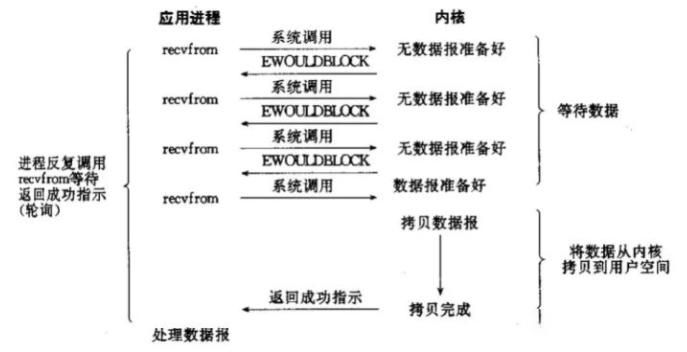 应用进程 内核
系统调用
recvfrom 无数据报准备好
EWOULDBLOCK
系统调用
recvfrom 无数据报准备好
EWOULDBLOCK
等待数据
系统调用
recvfrom 无数据报准备好
EWOULDBLOCK
进程反复调用
recvfrom等待
返回成功指示
(轮询)
系统调用
recvfrom 数据报准备好
拷贝数据报
将数据从内核
拷贝到用户空间
返回成功指示
拷贝完成
处理数据报